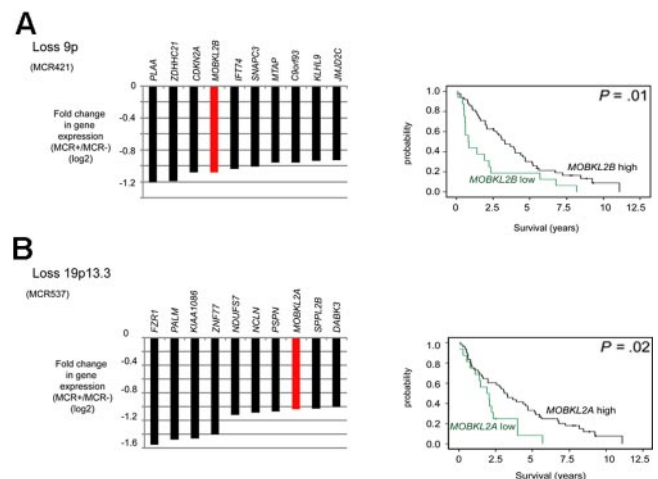 A
Loss 9p
(MCR421)
PLAA
ZDHHC21
CDKN2A
MOBKL2B
IFT74
SNAPC3
MTAP
C9orf93
KLHL9
JMJD2C
Fold change
in gene
expression
(MCR+/MCR-)
(log2)
0
-0.4
-0.8
-1.2
P = .01
probability
1.0
0.8
0.6
0.4
0.2
0.0
MOBKL2B high
MOBKL2B low
0 2.5 5 7.5 10 12.5
Survival (years)
B
Loss 19p13.3
(MCR537)
FZR1
PALM
KIAA1086
ZNF77
NDUFS7
NCLN
PSPN
MOBKL2A
SPPL2B
DABK3
Fold change
in gene
expression
(MCR+/MCR-)
(log2)
0
-0.4
-0.8
-1.2
-1.6
P = .02
probability
1.0
0.8
0.6
0.4
0.2
0.0
MOBKL2A high
MOBKL2A low
0 2.5 5 7.5 10 12.5
Survival (years)